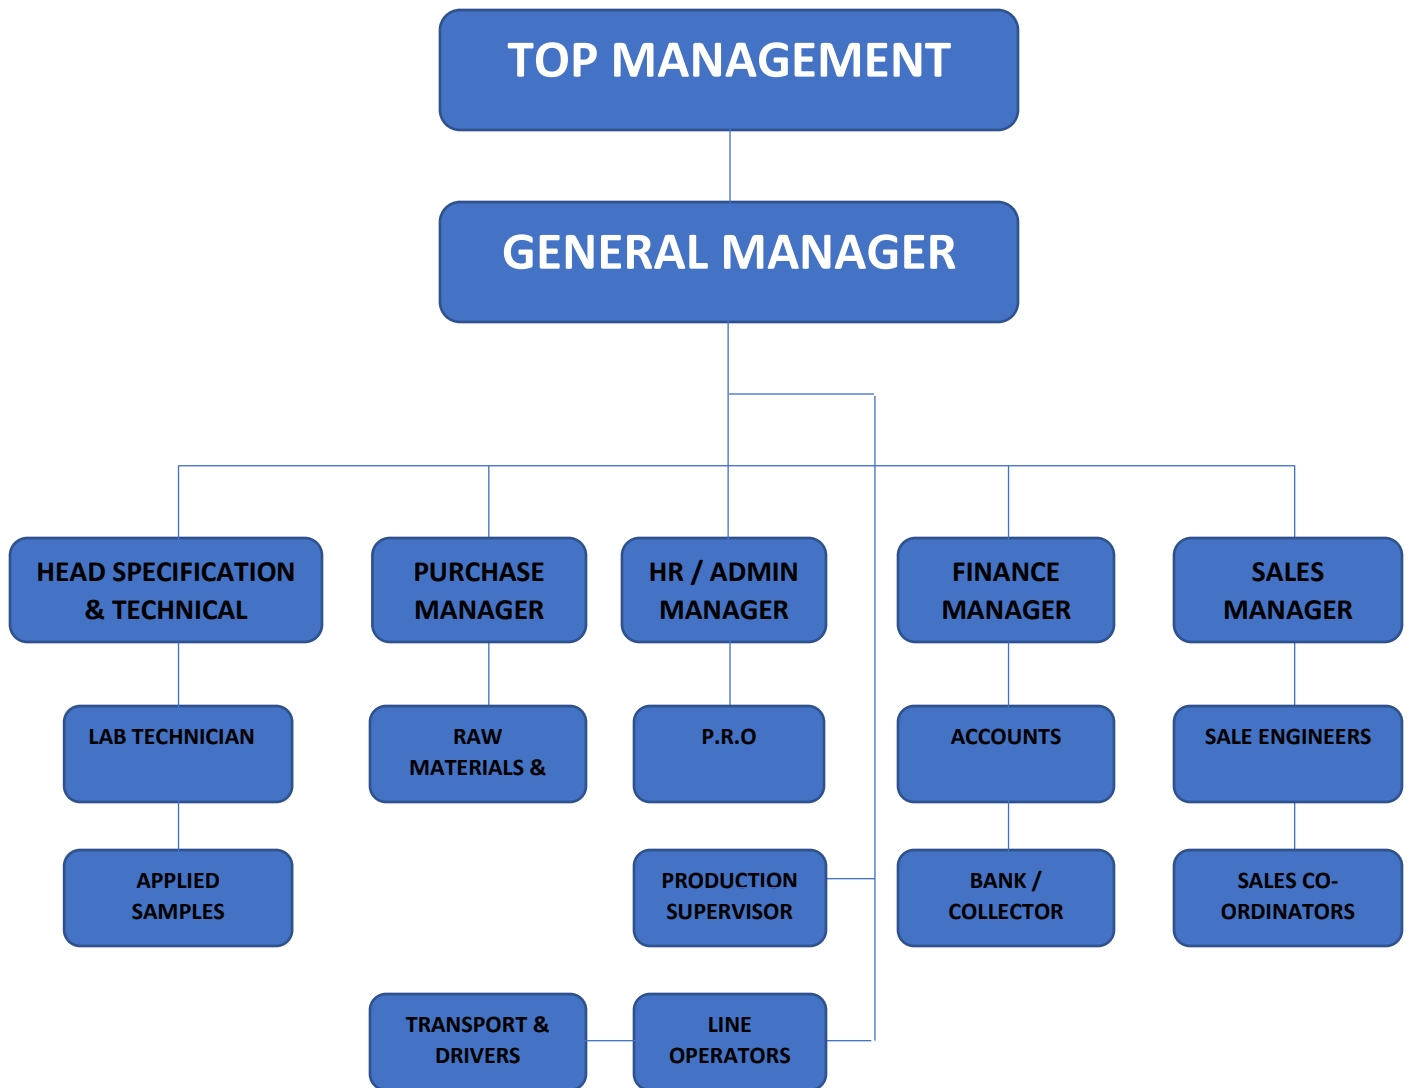 TOP MANAGEMENT
GENERAL MANAGER
HEAD SPECIFICATION
& TECHNICAL
PURCHASE
MANAGER
HR / ADMIN
MANAGER
FINANCE
MANAGER
SALES
MANAGER
LAB TECHNICIAN
RAW
MATERIALS &
P.R.O
ACCOUNTS
SALE ENGINEERS
APPLIED
SAMPLES
PRODUCTION
SUPERVISOR
BANK /
COLLECTOR
SALES CO-
ORDINATORS
TRANSPORT &
DRIVERS
LINE
OPERATORS